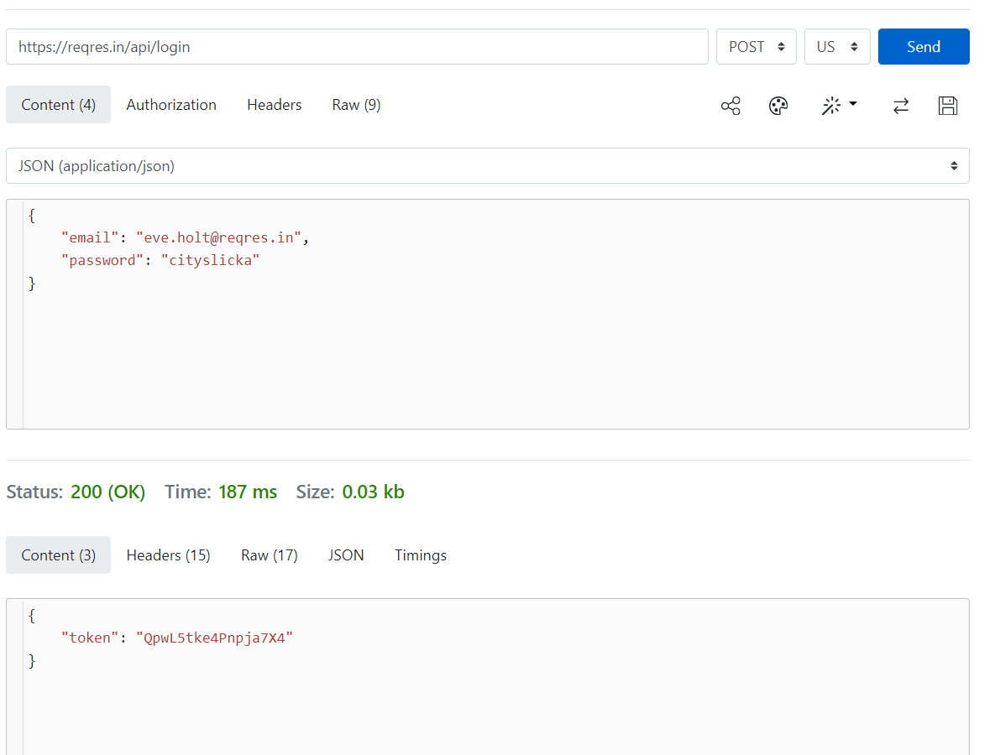 https://reqres.in/api/login POST US Send
Content (4) Authorization Headers Raw (9)
JSON (application/json)
{
"email": "eve.holt@reqres.in",
"password": "cityslicka"
}
Status: 200 (OK) Time: 187 ms Size: 0.03 kb
Content (3) Headers (15) Raw (17) JSON Timings
{
"token": "QpwL5tke4Pnpja7X4"
}